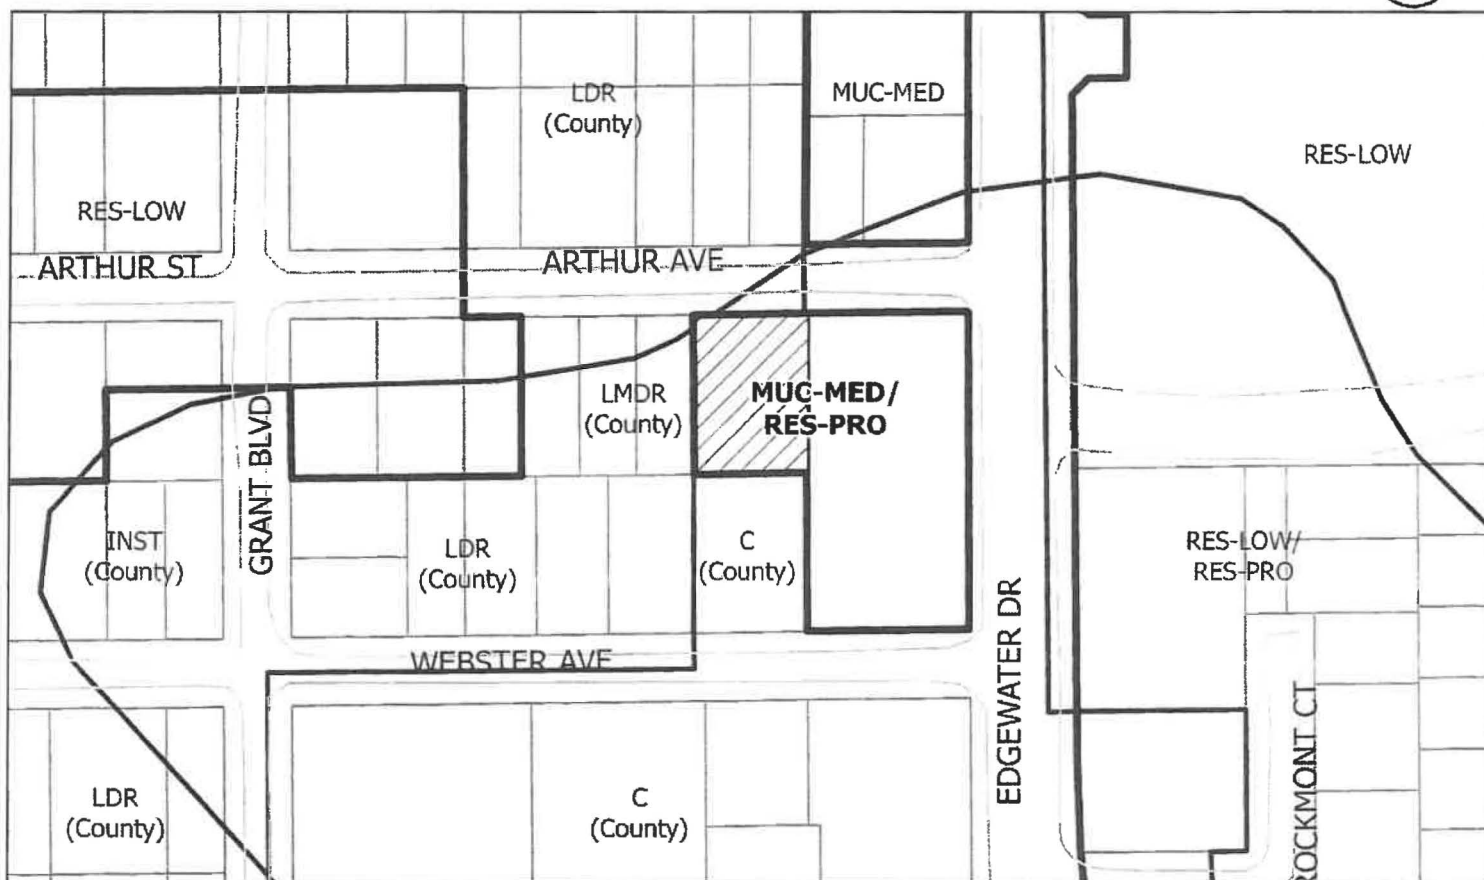 LDR
(County)
MUC-MED
RES-LOW
RES-LOW
ARTHUR ST
ARTHUR AVE
LMDR
(County)
MUC-MED/
RES-PRO
GRANT BLVD
INST
(County)
LDR
(County)
C
(County)
RES-LOW/
RES-PRO
WEBSTER AVE
EDGEWATER DR
ROCKMONT CT
LDR
(County)
C
(County)